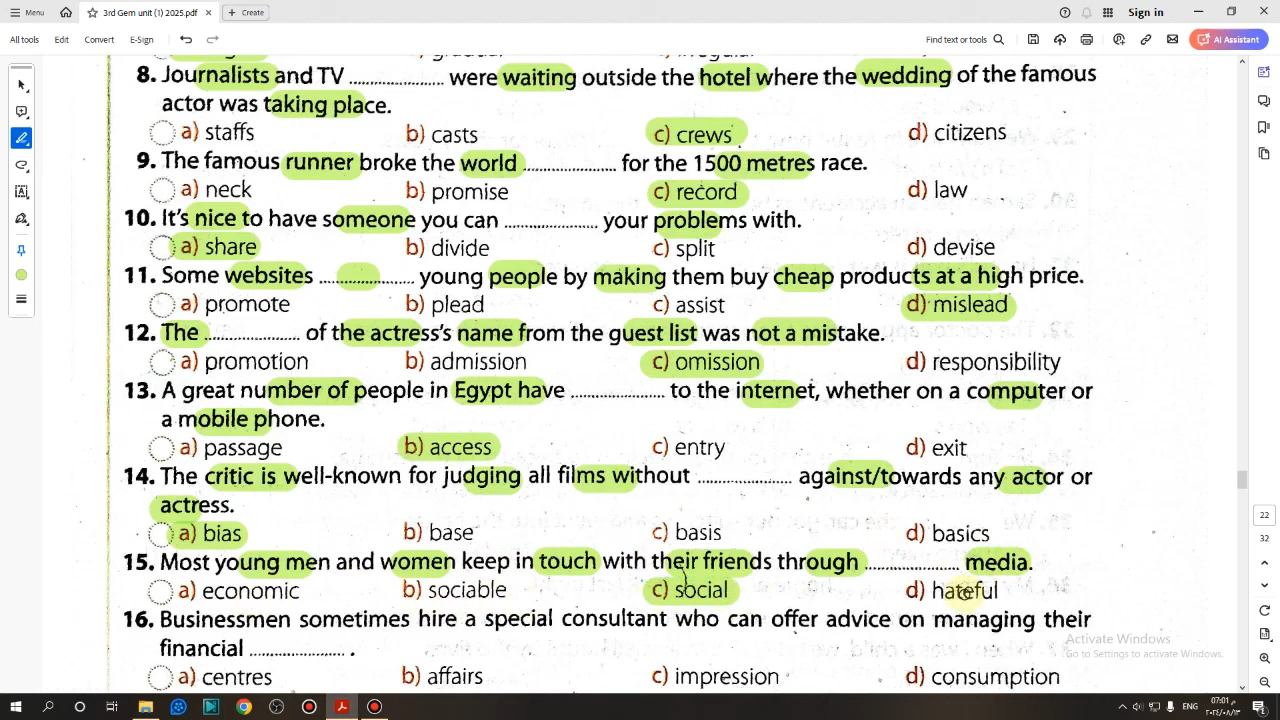 Menu
3rd Gem unit (1) 2025.pdf
+ Create
Sign in
All tools Edit Convert E-Sign
Find text or tools
AI Assistant
8. Journalists and TV ........................ were waiting outside the hotel where the wedding of the famous
actor was taking place.
a) staffs b) casts c) crews d) citizens
9. The famous runner broke the world ........................ for the 1500 metres race.
a) neck b) promise c) record d) law
10. It's nice to have someone you can ........................ your problems with.
a) share b) divide c) split d) devise
11. Some websites ........................ young people by making them buy cheap products at a high price.
a) promote b) plead c) assist d) mislead
12. The ........................ of the actress's name from the guest list was not a mistake.
a) promotion b) admission c) omission d) responsibility
13. A great number of people in Egypt have ........................ to the internet, whether on a computer or
a mobile phone.
a) passage b) access c) entry d) exit
14. The critic is well-known for judging all films without ........................ against/towards any actor or
actress.
a) bias b) base c) basis d) basics
15. Most young men and women keep in touch with their friends through ........................ media.
a) economic b) sociable c) social d) hateful
16. Businessmen sometimes hire a special consultant who can offer advice on managing their
financial ........................ .
a) centres b) affairs c) impression d) consumption
22
32
Activate Windows
Go to Settings to activate Windows.
ENG
07:01 م